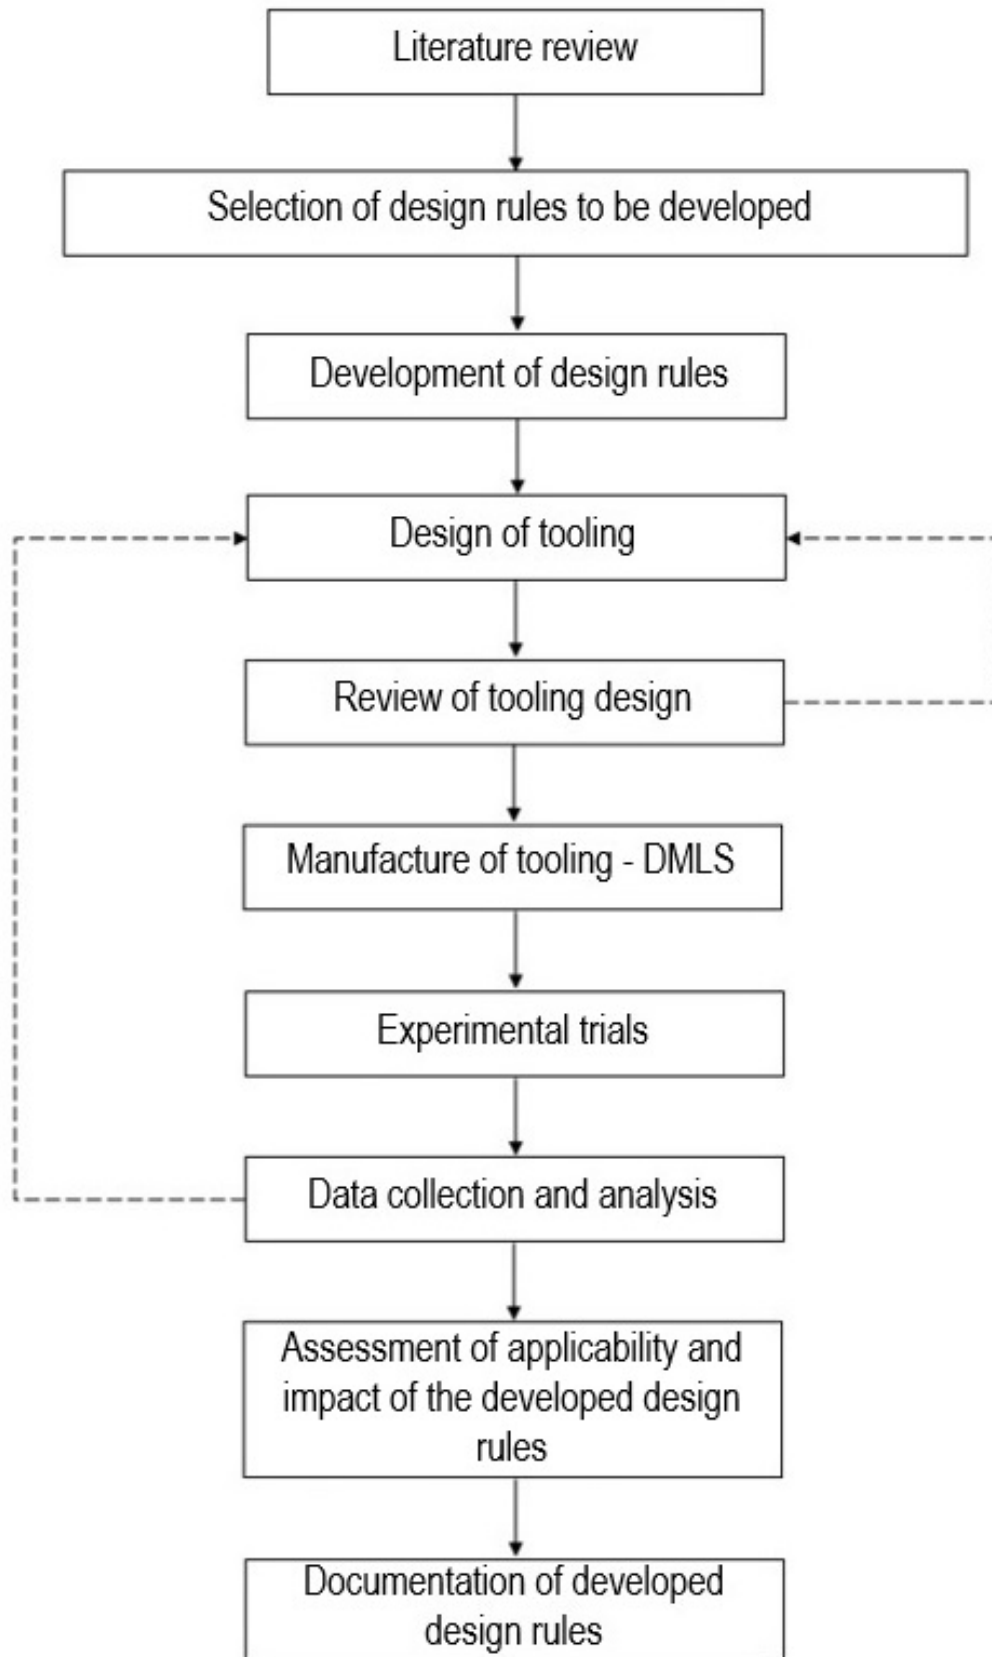 Literature review
Selection of design rules to be developed
Development of design rules
Design of tooling
Review of tooling design
Manufacture of tooling - DMLS
Experimental trials
Data collection and analysis
Assessment of applicability and
impact of the developed design
rules
Documentation of developed
design rules